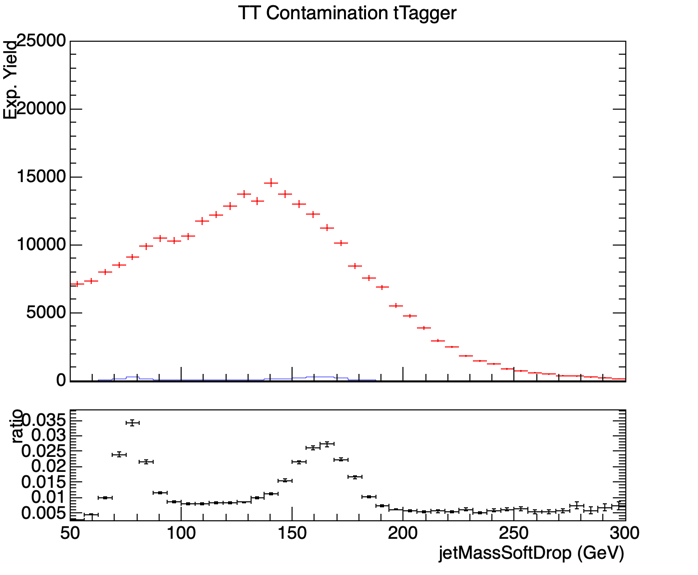 TT Contamination tTagger
Exp. Yield
25000
20000
15000
10000
5000
0
ratio
0.035
0.03
0.025
0.02
0.015
0.01
0.005
50 100 150 200 250 300
jetMassSoftDrop (GeV)